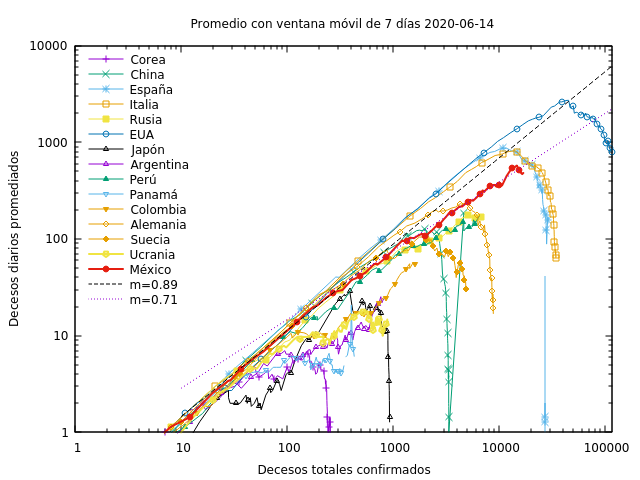 Promedio con ventana móvil de 7 días 2020-06-14
Decesos diarios promediados
10000
1000
100
10
1
Corea
China
España
Italia
Rusia
EUA
Japón
Argentina
Perú
Panamá
Colombia
Alemania
Suecia
Ucrania
México
m=0.89
m=0.71
1
10
100
1000
10000
100000
Decesos totales confirmados